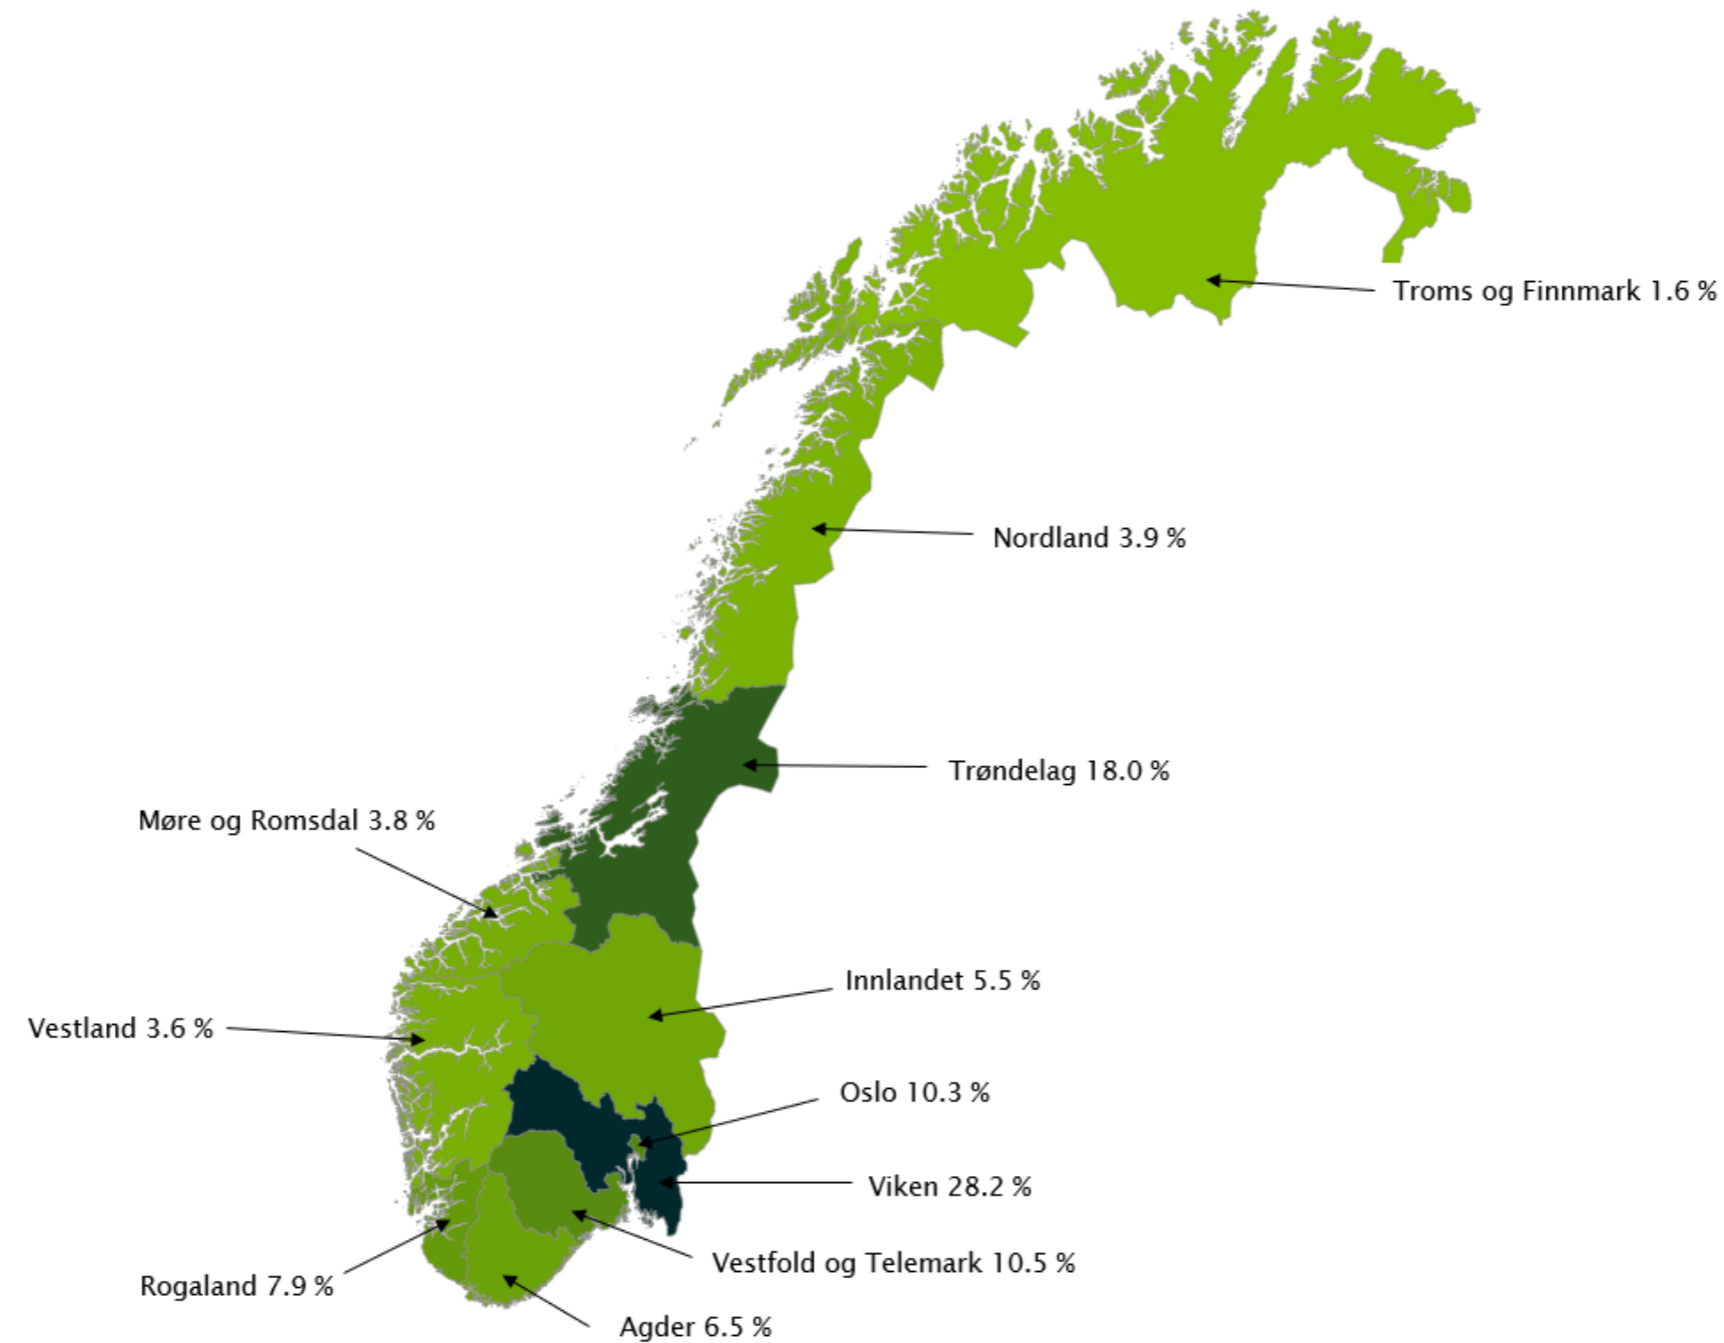 Troms og Finnmark 1.6 %
Nordland 3.9 %
Trøndelag 18.0 %
Møre og Romsdal 3.8 %
Innlandet 5.5 %
Vestland 3.6 %
Oslo 10.3 %
Viken 28.2 %
Vestfold og Telemark 10.5 %
Rogaland 7.9 %
Agder 6.5 %